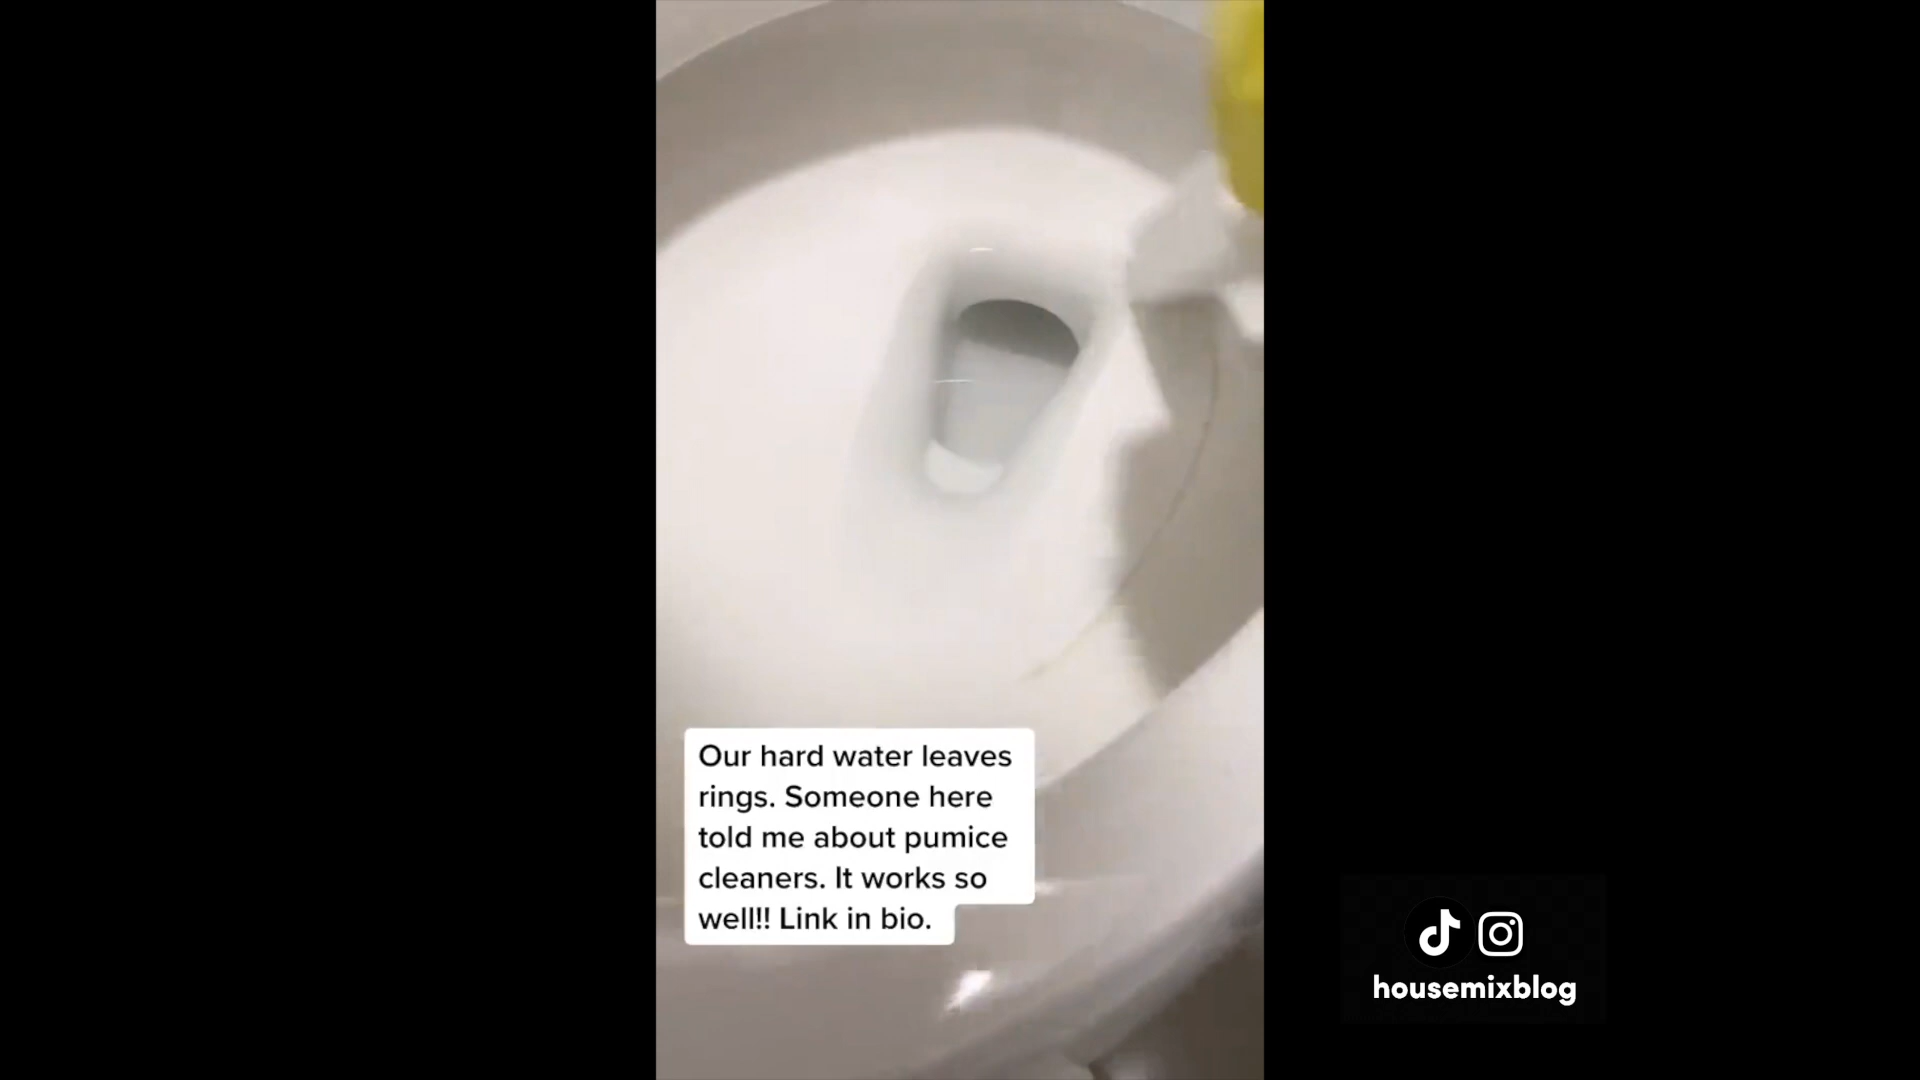 Our hard water leaves
rings. Someone here
told me about pumice
cleaners. It works so
well!! Link in bio.
housemixblog